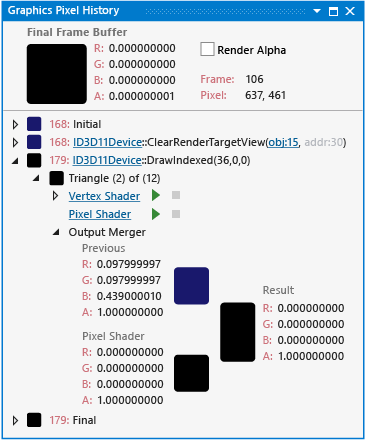 Graphics Pixel History
Final Frame Buffer
R: 0.000000000
G: 0.000000000
B: 0.000000000
A: 0.000000001
Render Alpha
Frame: 106
Pixel: 637, 461
168: Initial
168: ID3D11Device::ClearRenderTargetView(obj:15, addr:30)
179: ID3D11Device::DrawIndexed(36,0,0)
Triangle (2) of (12)
Vertex Shader
Pixel Shader
Output Merger
Previous
R: 0.097999997
G: 0.097999997
B: 0.439000010
A: 1.000000000
Pixel Shader
R: 0.000000000
G: 0.000000000
B: 0.000000000
A: 1.000000000
Result
R: 0.000000000
G: 0.000000000
B: 0.000000000
A: 1.000000000
179: Final